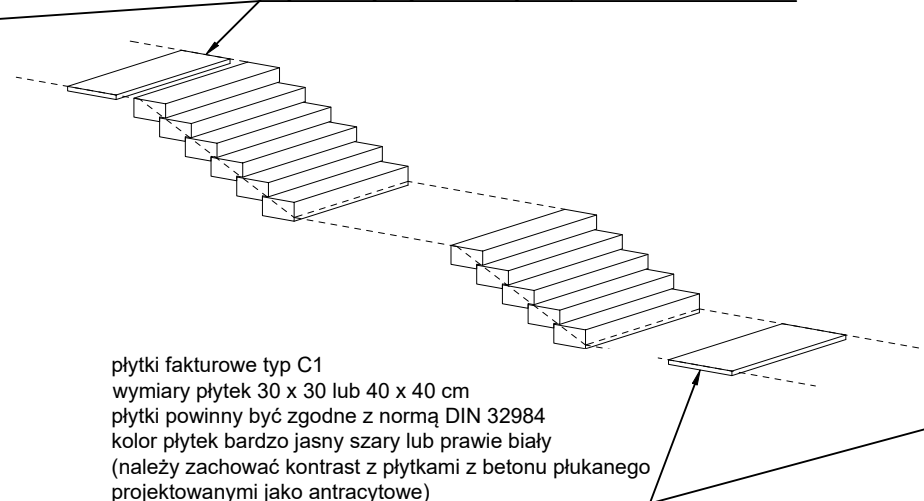 płytki fakturowe typ C1
wymiary płytek 30 x 30 lub 40 x 40 cm
płytki powinny być zgodne z normą DIN 32984
kolor płytek bardzo jasny szary lub prawie biały
(należy zachować kontrast z płytkami z betonu płukanego
projektowanymi jako antracytowe)